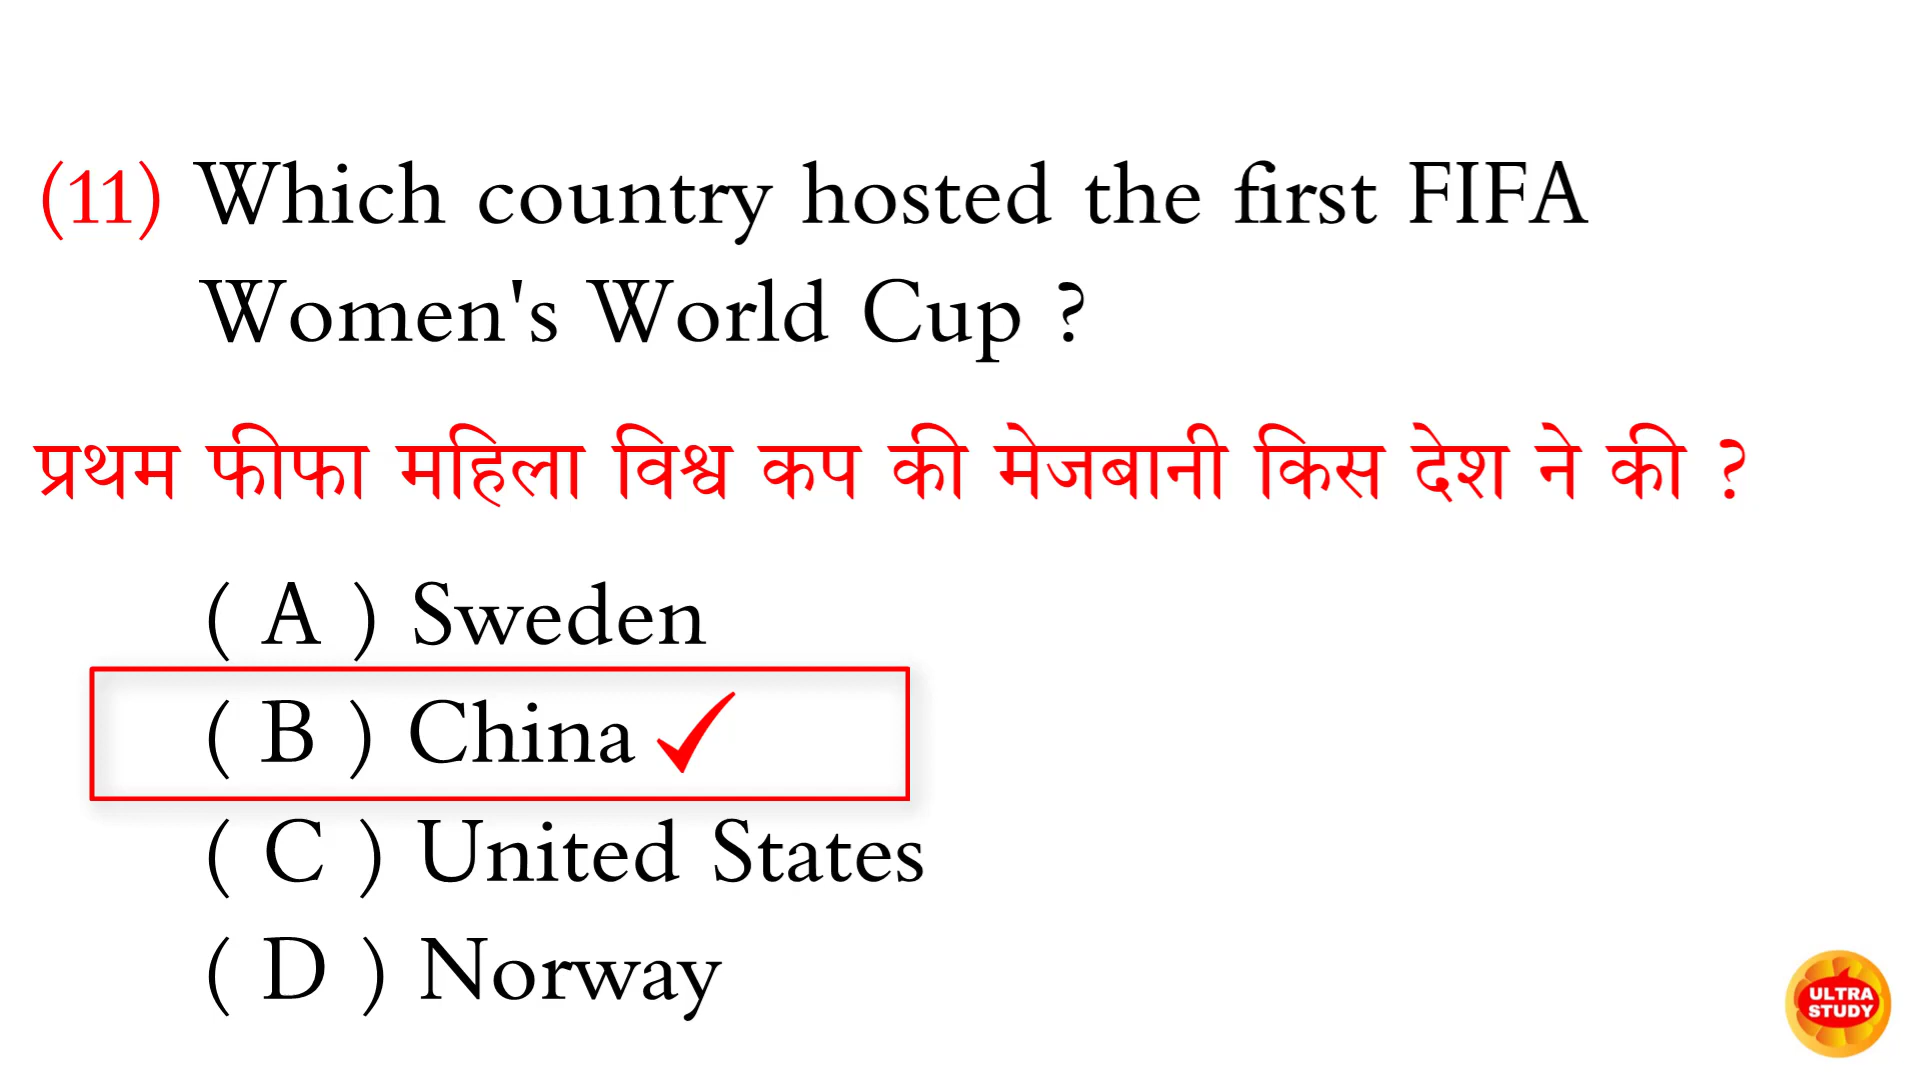 (11) Which country hosted the first FIFA
Women's World Cup ?
प्रथम फीफा महिला विश्व कप की मेजबानी किस देश ने की ?
( A ) Sweden
( B ) China ✓
( C ) United States
( D ) Norway
ULTRA
STUDY